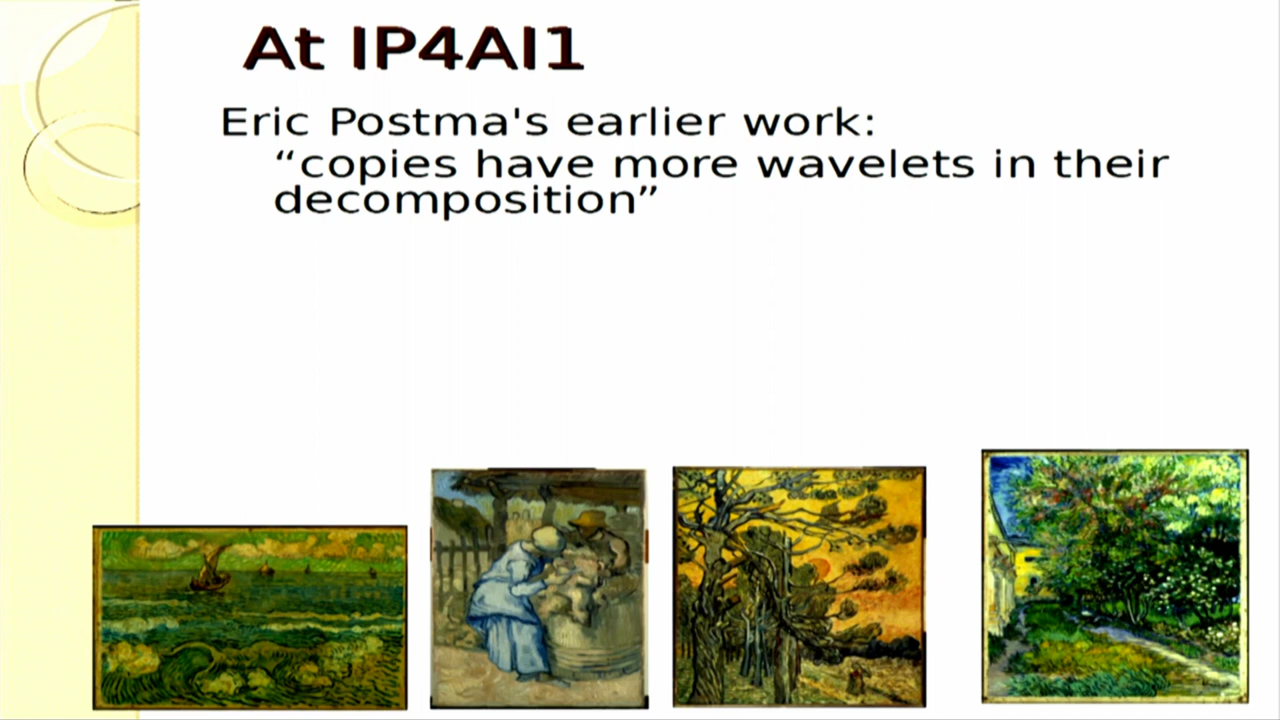 At IP4AI1
Eric Postma's earlier work:
“copies have more wavelets in their
decomposition”